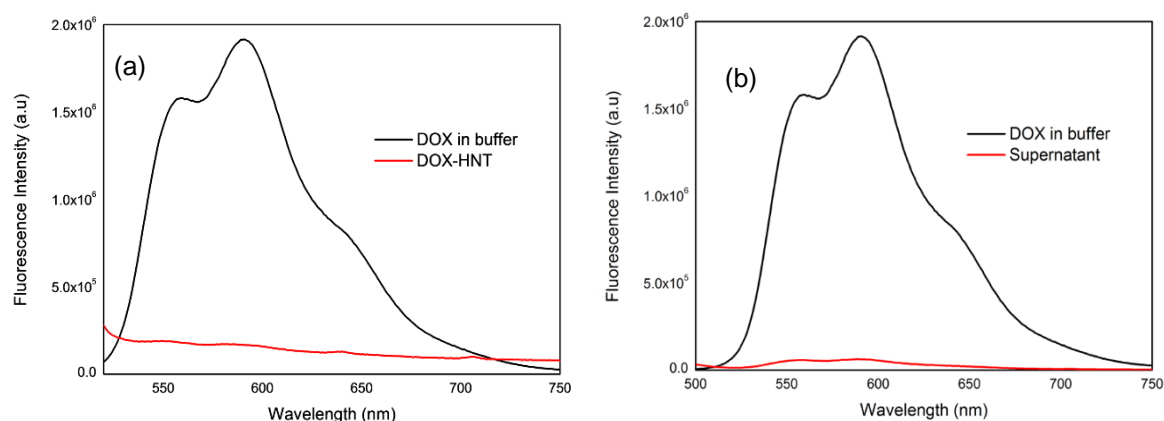 (a)
2.0x10⁶
1.5x10⁶
1.0x10⁶
5.0x10⁵
0.0
Fluorescence Intensity (a.u)
DOX in buffer
DOX-HNT
550 600 650 700 750
Wavelength (nm)
(b)
2.0x10⁶
1.5x10⁶
1.0x10⁶
5.0x10⁵
0.0
Fluorescence Intensity (a.u)
DOX in buffer
Supernatant
500 550 600 650 700 750
Wavelength (nm)